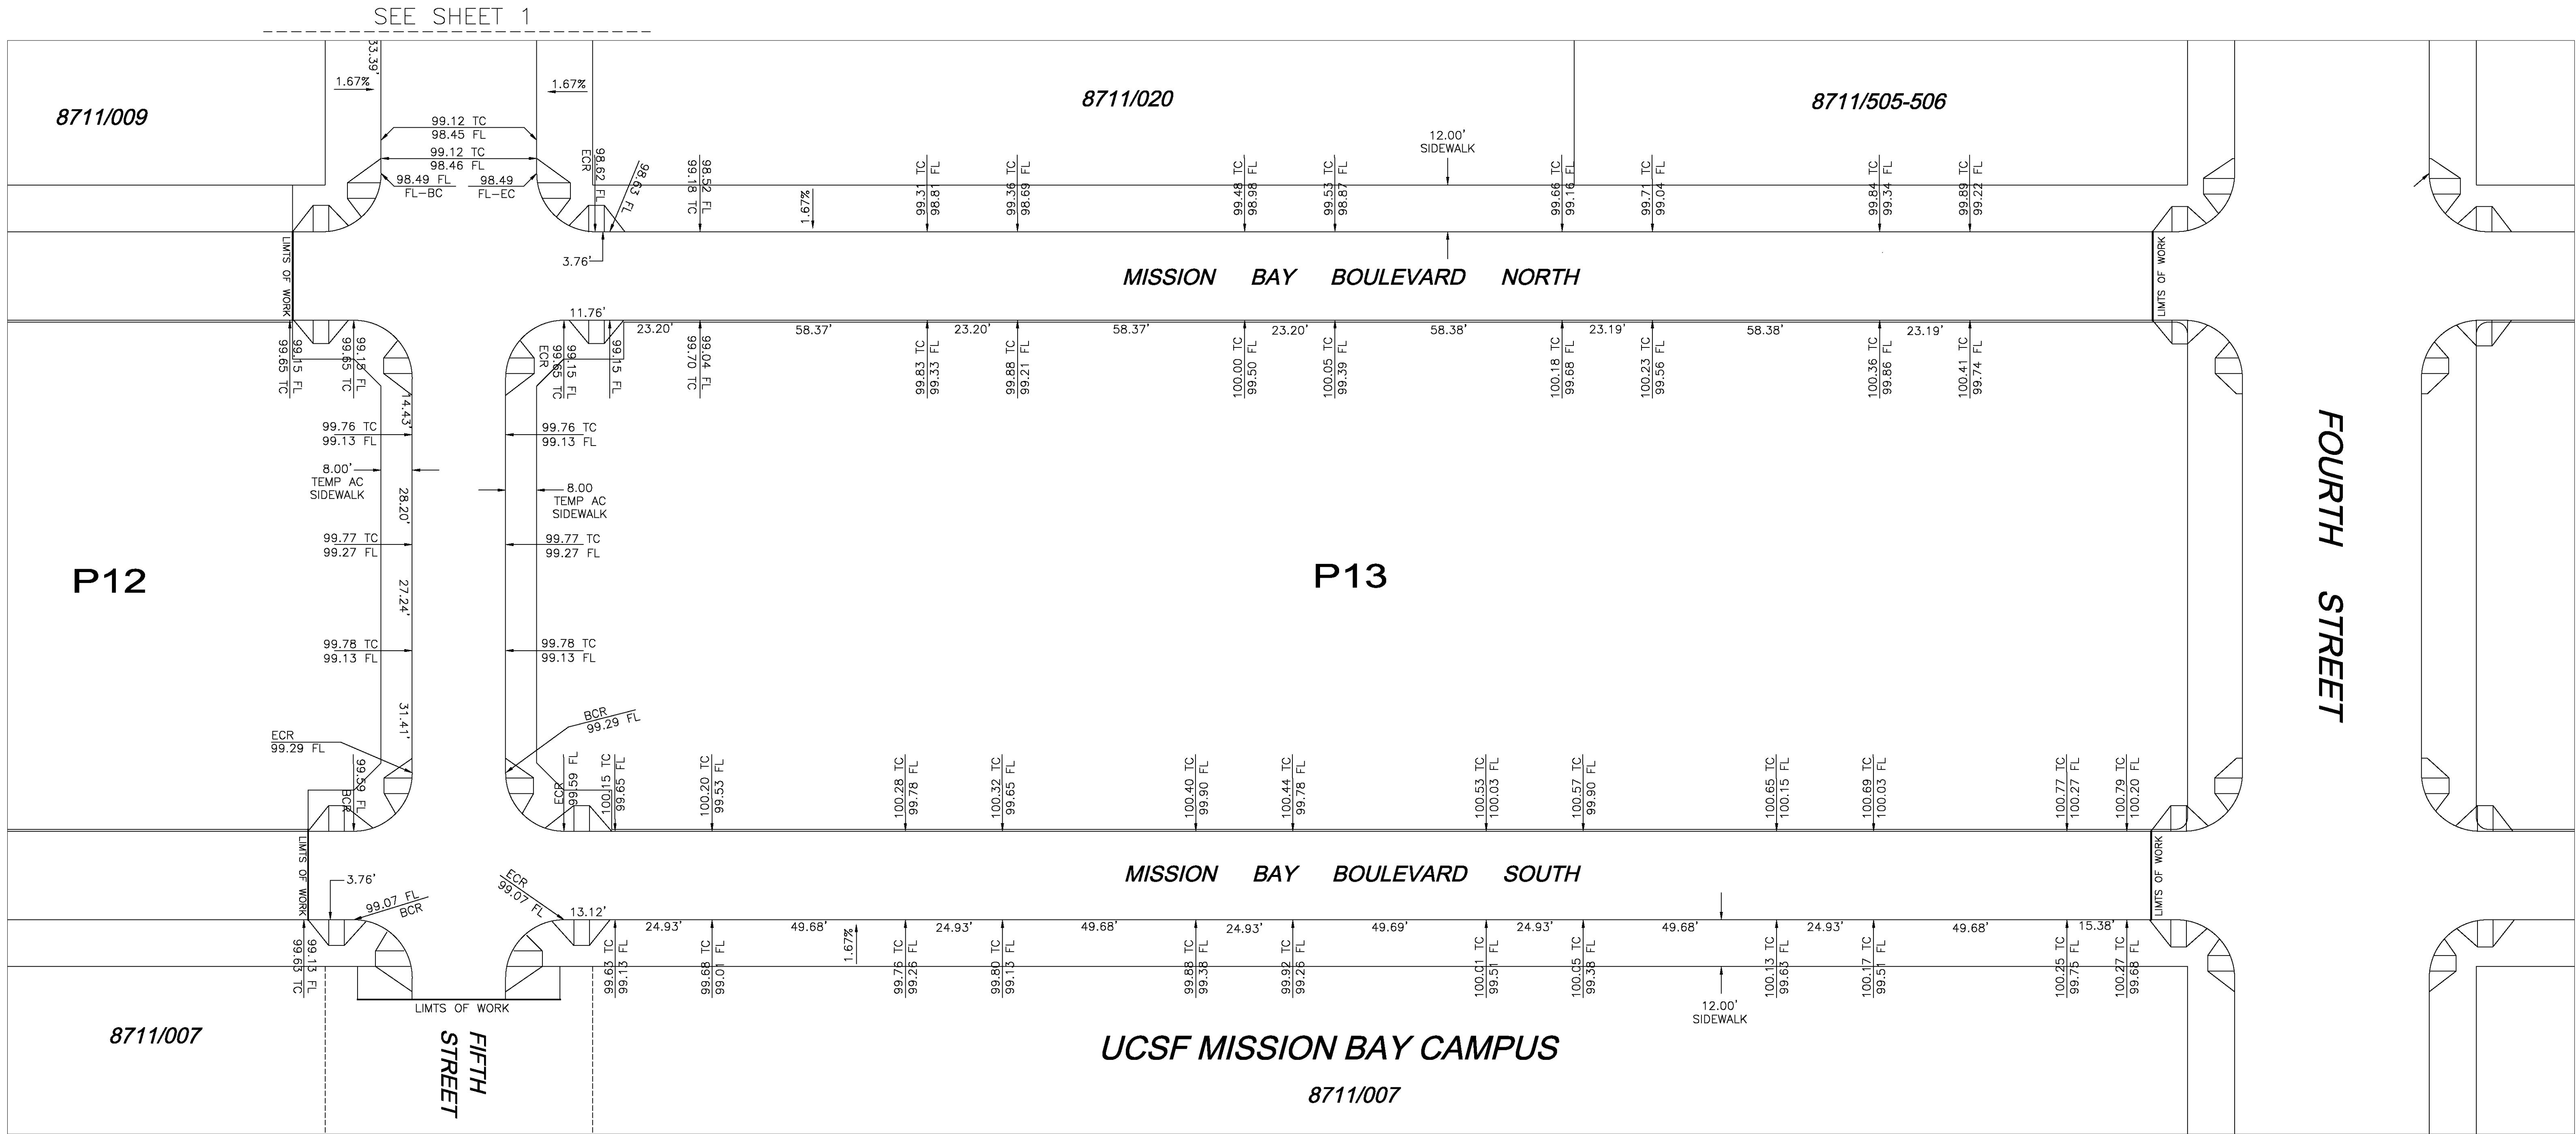 SEE SHEET 1
33.39'
1.67%
1.67%
8711/009
8711/020
8711/505-506
99.12 TC
98.45 FL
99.12 TC
98.46 FL
98.49 FL
FL-BC
98.49
FL-EC
98.62 FL
ECR
98.63 FL
98.52 FL
99.18 TC
1.67%
99.31 TC
98.81 FL
99.36 TC
98.69 FL
99.48 TC
98.98 FL
99.53 TC
98.87 FL
12.00'
SIDEWALK
99.66 TC
99.16 FL
99.71 TC
99.04 FL
99.84 TC
99.34 FL
99.89 TC
99.22 FL
LIMTS OF WORK
3.76'
MISSION BAY BOULEVARD NORTH
LIMTS OF WORK
11.76'
23.20'
58.37'
23.20'
58.37'
23.20'
58.38'
23.19'
58.38'
23.19'
99.15 FL
99.65 TC
99.15 FL
99.65 TC
99.15 FL
99.65 TC
ECR
99.15 FL
99.04 FL
99.70 TC
99.83 TC
99.33 FL
99.88 TC
99.21 FL
100.00 TC
99.50 FL
100.05 TC
99.39 FL
100.18 TC
99.68 FL
100.23 TC
99.56 FL
100.36 TC
99.86 FL
100.41 TC
99.74 FL
14.43'
99.76 TC
99.13 FL
99.76 TC
99.13 FL
8.00'
TEMP AC
SIDEWALK
8.00
TEMP AC
SIDEWALK
28.20'
99.77 TC
99.27 FL
99.77 TC
99.27 FL
P12
P13
27.24'
99.78 TC
99.13 FL
99.78 TC
99.13 FL
31.41'
FOURTH STREET
ECR
99.29 FL
BCR
99.29 FL
99.59 FL
BCR
ECR
99.59 FL
100.15 TC
99.65 FL
100.20 TC
99.53 FL
100.28 TC
99.78 FL
100.32 TC
99.65 FL
100.40 TC
99.90 FL
100.44 TC
99.78 FL
100.53 TC
100.03 FL
100.57 TC
99.90 FL
100.65 TC
100.15 FL
100.69 TC
100.03 FL
100.77 TC
100.27 FL
100.79 TC
100.20 FL
LIMTS OF WORK
3.76'
99.07 FL
BCR
ECR
99.07 FL
MISSION BAY BOULEVARD SOUTH
LIMTS OF WORK
13.12'
24.93'
49.68'
24.93'
49.68'
24.93'
49.69'
24.93'
49.68'
24.93'
49.68'
15.38'
99.13 FL
99.63 TC
99.63 TC
99.13 FL
99.68 TC
99.01 FL
1.67%
99.76 TC
99.26 FL
99.80 TC
99.13 FL
99.88 TC
99.38 FL
99.92 TC
99.26 FL
100.01 TC
99.51 FL
100.05 TC
99.38 FL
12.00'
SIDEWALK
100.13 TC
99.63 FL
100.17 TC
99.51 FL
100.25 TC
99.75 FL
100.27 TC
99.68 FL
LIMTS OF WORK
8711/007
FIFTH
STREET
UCSF MISSION BAY CAMPUS
8711/007